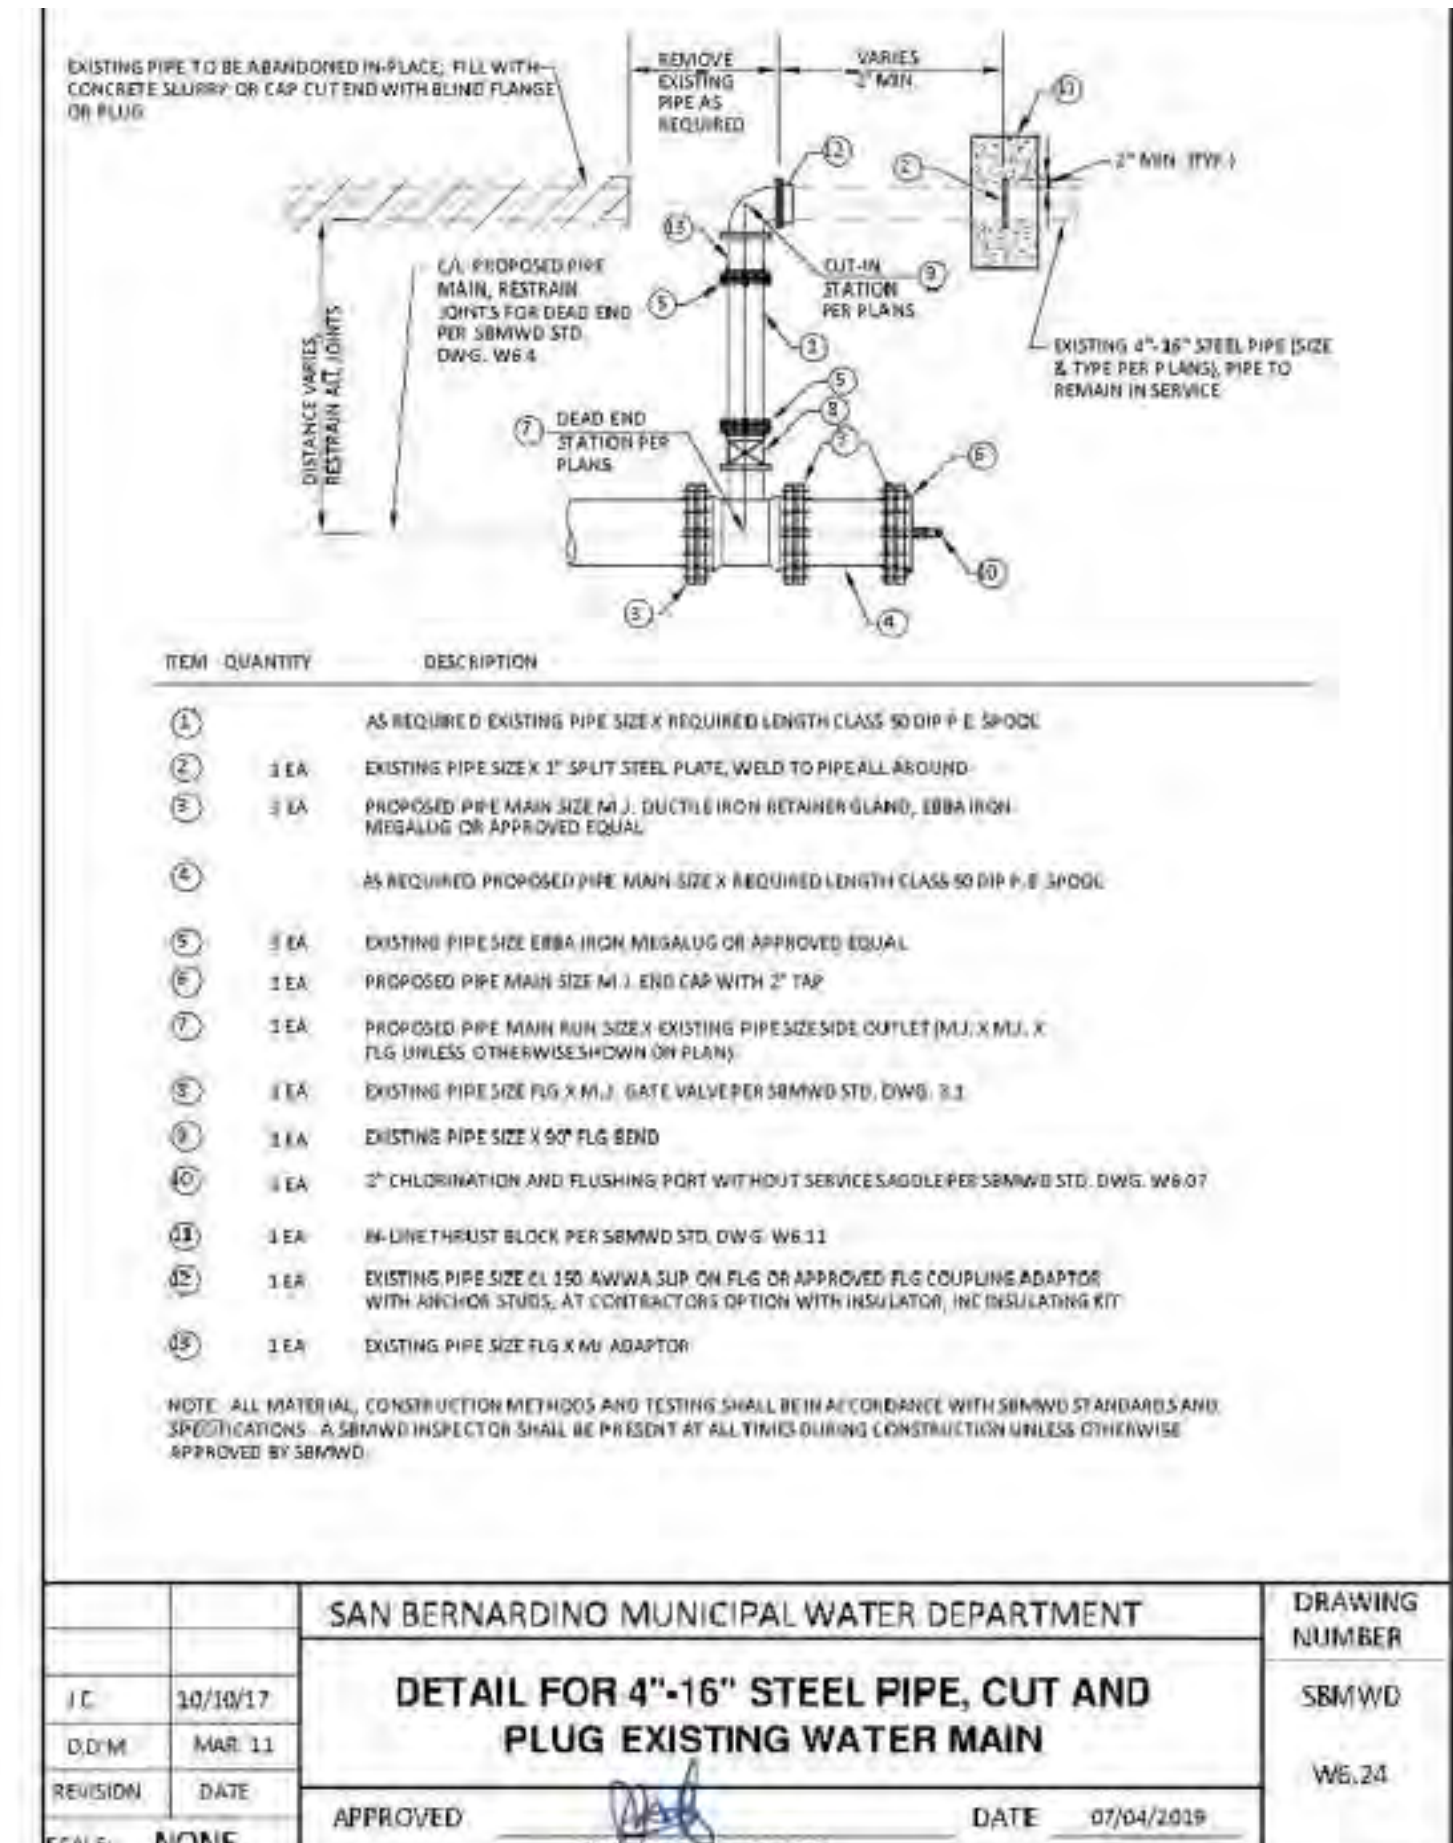 EXISTING PIPE TO BE ABANDONED IN-PLACE, FILL WITH
CONCRETE SLURRY OR CAP CUT END WITH BLIND FLANGE
OR PLUG
REMOVE
EXISTING
PIPE AS
REQUIRED
VARIES
2' MIN.
11
12
2
2" MIN. (TYP.)
13
C/L PROPOSED PIPE
MAIN, RESTRAIN
JOINTS FOR DEAD END
PER SBMWD STD.
DWG. W6.4
5
CUT-IN
STATION
PER PLANS
9
1
EXISTING 4"-16" STEEL PIPE (SIZE
& TYPE PER PLANS), PIPE TO
REMAIN IN SERVICE
DISTANCE VARIES,
RESTRAIN ALL JOINTS
5
8
7
DEAD END
STATION PER
PLANS
6
10
3
4
ITEM QUANTITY DESCRIPTION
1 AS REQUIRED EXISTING PIPE SIZE X REQUIRED LENGTH CLASS 50 DIP P.E. SPOOL
2 1 EA EXISTING PIPE SIZE X 1" SPLIT STEEL PLATE, WELD TO PIPE ALL AROUND
3 3 EA PROPOSED PIPE MAIN SIZE M.J. DUCTILE IRON RETAINER GLAND, EBBA IRON
MEGALUG OR APPROVED EQUAL
4 AS REQUIRED PROPOSED PIPE MAIN SIZE X REQUIRED LENGTH CLASS 50 DIP P.E. SPOOL
5 EA EXISTING PIPE SIZE EBBA IRON MEGALUG OR APPROVED EQUAL
6 1 EA PROPOSED PIPE MAIN SIZE M.J. END CAP WITH 2" TAP
7 1 EA PROPOSED PIPE MAIN RUN SIZE X EXISTING PIPE SIZE SIDE OUTLET (M.J. X M.J. X
FLG UNLESS OTHERWISE SHOWN ON PLAN)
8 1 EA EXISTING PIPE SIZE FLG X M.J. GATE VALVE PER SBMWD STD. DWG. 3.1
9 1 EA EXISTING PIPE SIZE X 90° FLG BEND
10 1 EA 2" CHLORINATION AND FLUSHING PORT WITHOUT SERVICE SADDLE PER SBMWD STD. DWG. W6.07
11 1 EA IN-LINE THRUST BLOCK PER SBMWD STD. DWG. W6.11
12 1 EA EXISTING PIPE SIZE CL 150 AWWA SLIP ON FLG OR APPROVED FLG COUPLING ADAPTOR
WITH ANCHOR STUDS, AT CONTRACTORS OPTION WITH INSULATOR, INC INSULATING KIT
13 1 EA EXISTING PIPE SIZE FLG X MJ ADAPTOR
NOTE: ALL MATERIAL, CONSTRUCTION METHODS AND TESTING SHALL BE IN ACCORDANCE WITH SBMWD STANDARDS AND
SPECIFICATIONS. A SBMWD INSPECTOR SHALL BE PRESENT AT ALL TIMES DURING CONSTRUCTION UNLESS OTHERWISE
APPROVED BY SBMWD.
SAN BERNARDINO MUNICIPAL WATER DEPARTMENT
DRAWING
NUMBER
DETAIL FOR 4"-16" STEEL PIPE, CUT AND
PLUG EXISTING WATER MAIN
SBMWD
W6.24
J.C. 10/10/17
D.D'M MAR. 11
REVISION DATE
APPROVED DATE 07/04/2019
SCALE: NONE